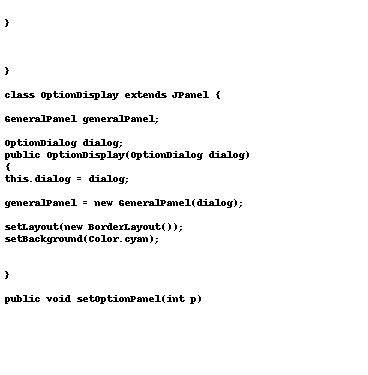 }
}
class OptionDisplay extends JPanel {
GeneralPanel generalPanel;
OptionDialog dialog;
public OptionDisplay(OptionDialog dialog)
{
this.dialog = dialog;
generalPanel = new GeneralPanel(dialog);
setLayout(new BorderLayout());
setBackground(Color.cyan);
}
public void setOptionPanel(int p)